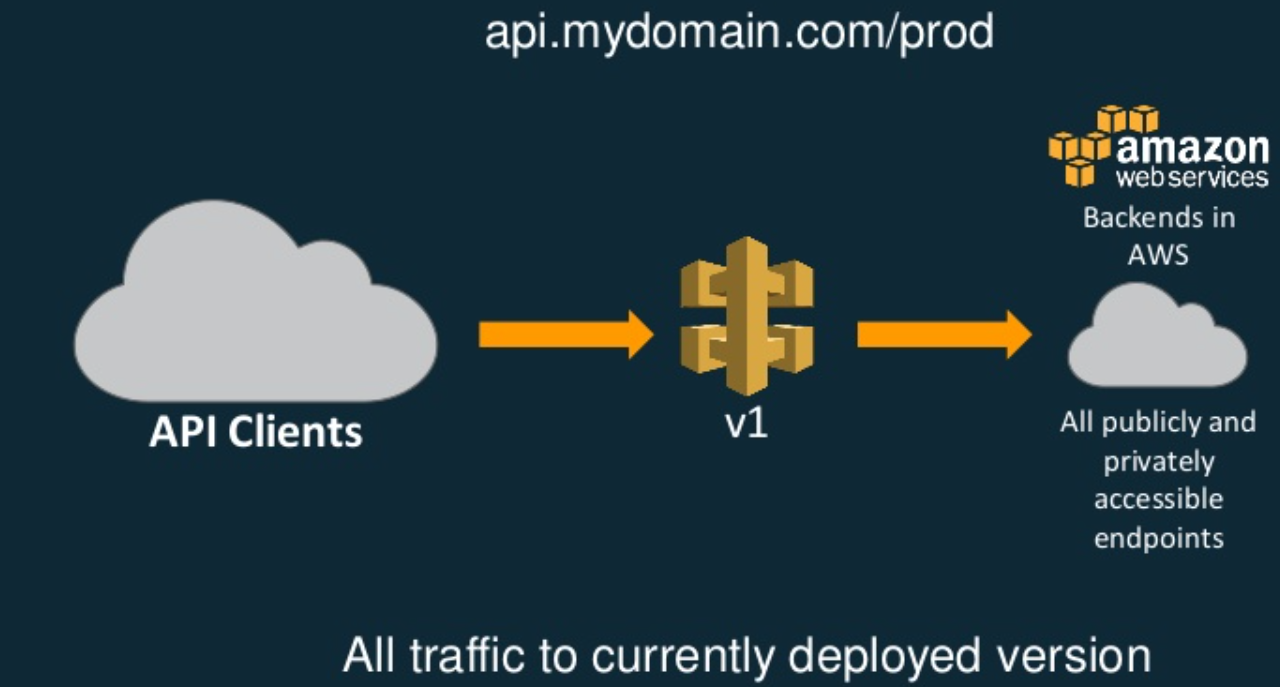 api.mydomain.com/prod
amazon
web services
Backends in
AWS
API Clients
v1
All publicly and
privately
accessible
endpoints
All traffic to currently deployed version